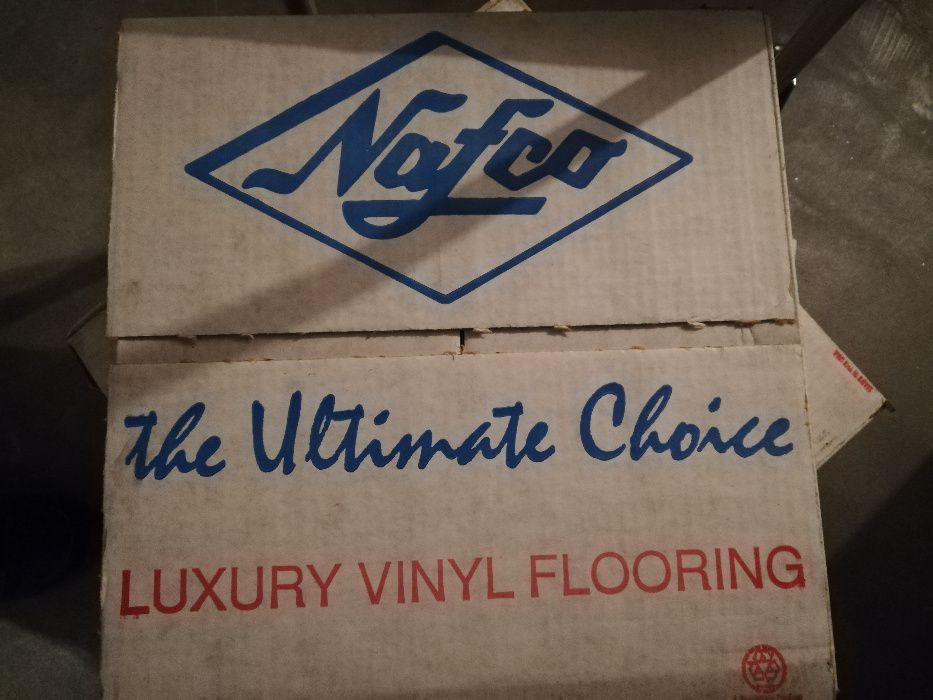 Nafco
the Ultimate Choice
LUXURY VINYL FLOORING